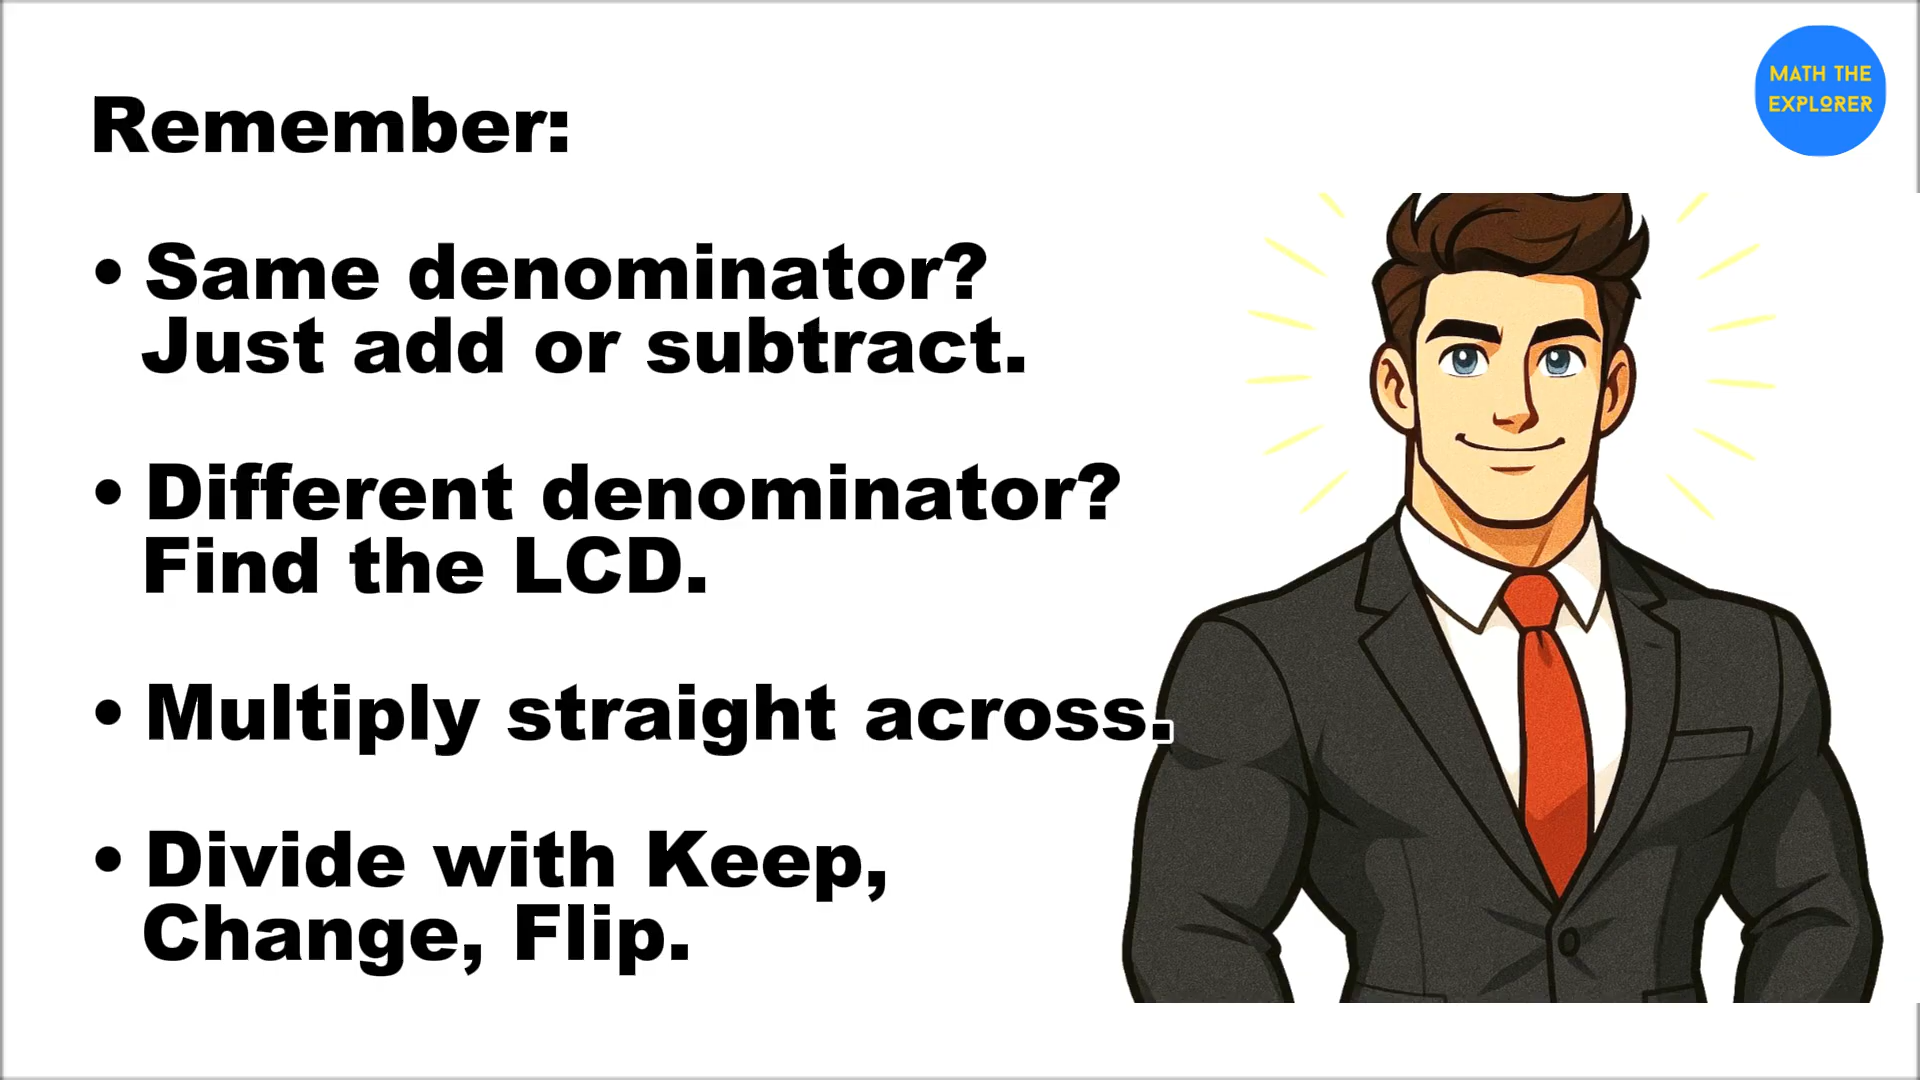 MATH THE
EXPLORER
Remember:
• Same denominator?
Just add or subtract.
• Different denominator?
Find the LCD.
• Multiply straight across.
• Divide with Keep,
Change, Flip.